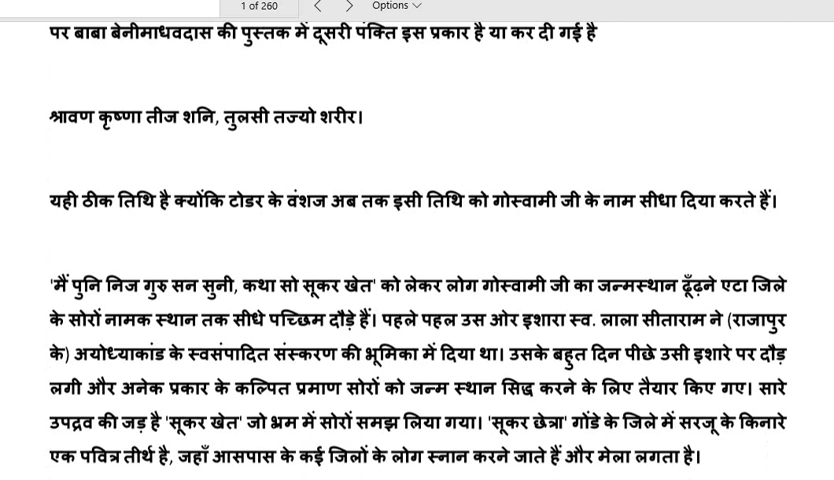 1 of 260 < > Options
पर बाबा बेनीमाधवदास की पुस्तक में दूसरी पंक्ति इस प्रकार है या कर दी गई है
श्रावण कृष्णा तीज शनि, तुलसी तज्यो शरीर।
यही ठीक तिथि है क्योंकि टोडर के वंशज अब तक इसी तिथि को गोस्वामी जी के नाम सीधा दिया करते हैं।
'मैं पुनि निज गुरु सन सुनी, कथा सो सूकर खेत' को लेकर लोग गोस्वामी जी का जन्मस्थान ढूँढ़ने एटा जिले
के सोरों नामक स्थान तक सीधे पच्छिम दौड़े हैं। पहले पहल उस ओर इशारा स्व. लाला सीताराम ने (राजापुर
के) अयोध्याकांड के स्वसंपादित संस्करण की भूमिका में दिया था। उसके बहुत दिन पीछे उसी इशारे पर दौड़
लगी और अनेक प्रकार के कल्पित प्रमाण सोरों को जन्म स्थान सिद्ध करने के लिए तैयार किए गए। सारे
उपद्रव की जड़ है 'सूकर खेत' जो भ्रम में सोरों समझ लिया गया। 'सूकर छेत्रा' गोंडे के जिले में सरजू के किनारे
एक पवित्र तीर्थ है, जहाँ आसपास के कई जिलों के लोग स्नान करने जाते हैं और मेला लगता है।